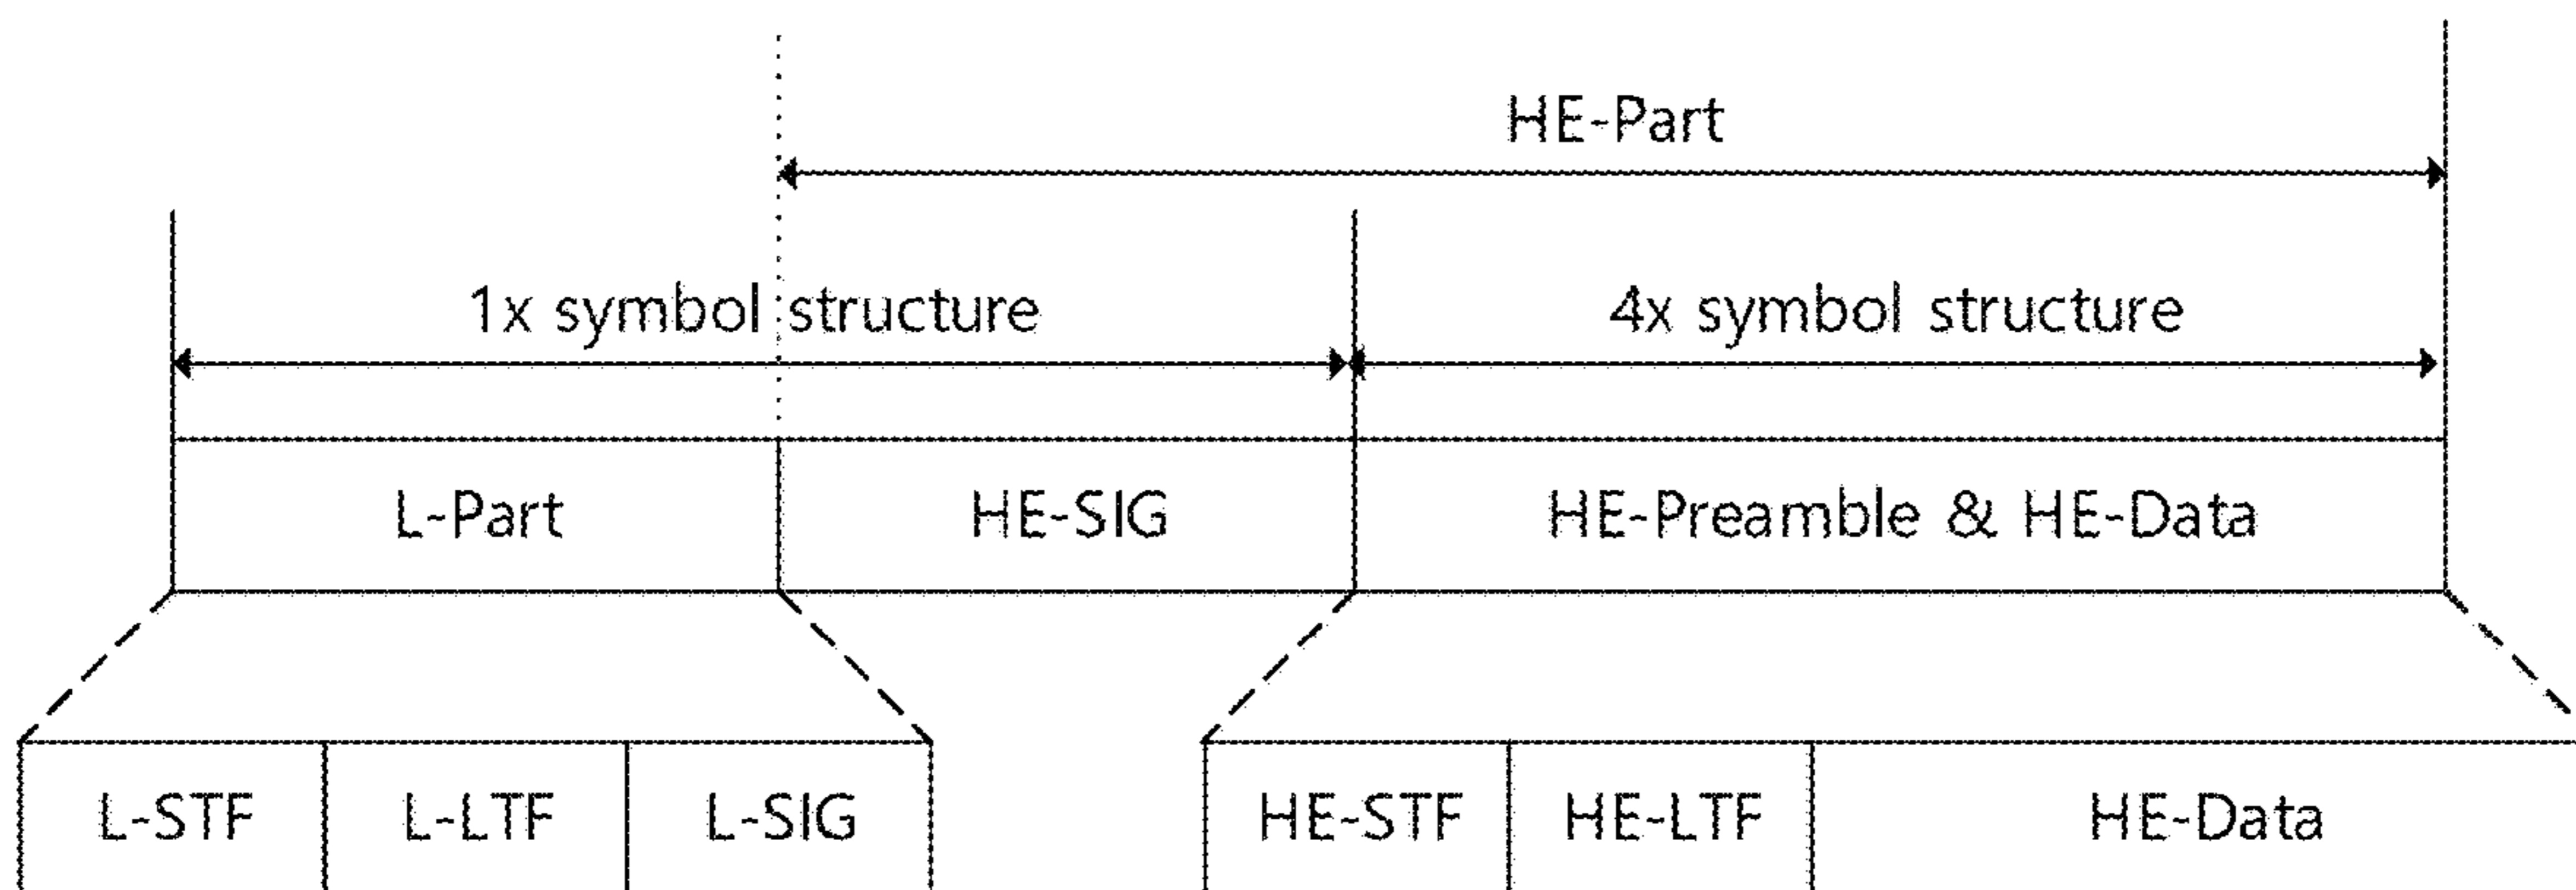 HE-Part
1x symbol structure 4x symbol structure
L-Part HE-SIG HE-Preamble & HE-Data
L-STF L-LTF L-SIG HE-STF HE-LTF HE-Data